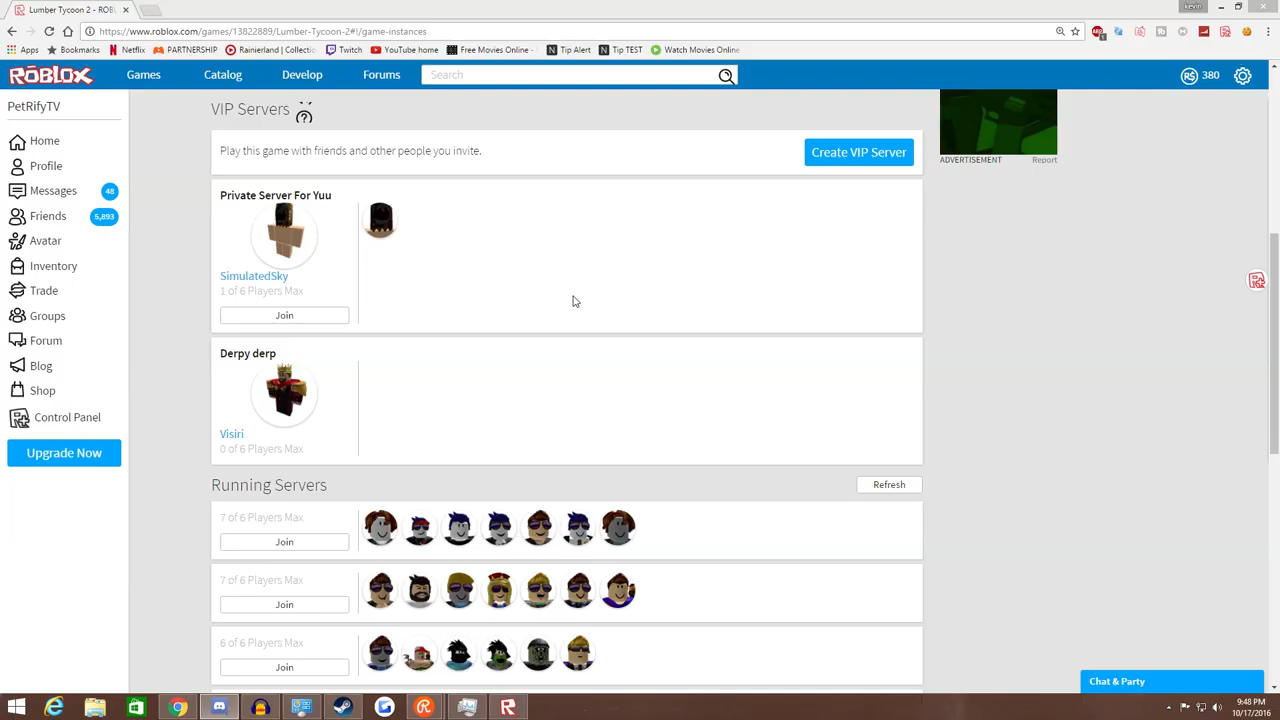 Lumber Tycoon 2 - ROBL
kevin
https://www.roblox.com/games/13822889/Lumber-Tycoon-2#!/game-instances
Apps Bookmarks Netflix PARTNERSHIP Rainierland | Collecti Twitch YouTube home Free Movies Online - Tip Alert Tip TEST Watch Movies Online
ROBLOX Games Catalog Develop Forums Search R$ 380
PetRifyTV
Home
Profile
Messages 48
Friends 5,893
Avatar
Inventory
Trade
Groups
Forum
Blog
Shop
Control Panel
Upgrade Now
VIP Servers ?
Play this game with friends and other people you invite.
Create VIP Server
Private Server For Yuu
SimulatedSky
1 of 6 Players Max
Join
Derpy derp
Visiri
0 of 6 Players Max
Running Servers
Refresh
7 of 6 Players Max
Join
7 of 6 Players Max
Join
6 of 6 Players Max
Join
ADVERTISEMENT Report
Chat & Party
9:48 PM
10/17/2016